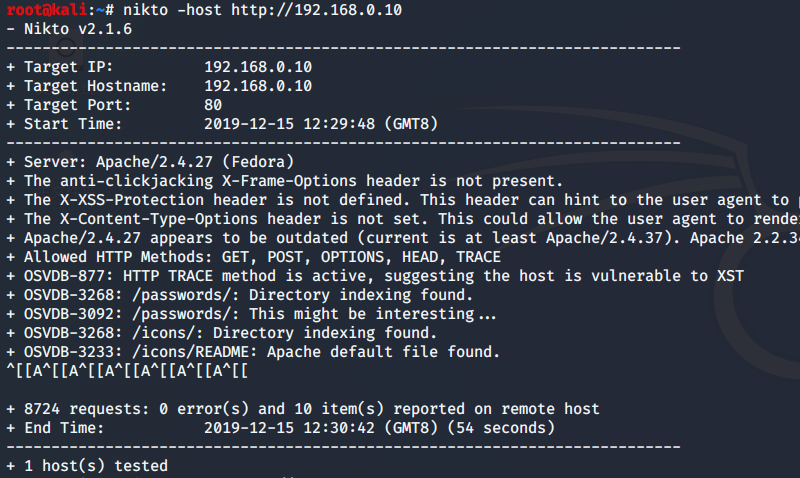 root@kali:~# nikto -host http://192.168.0.10
- Nikto v2.1.6
---------------------------------------------------------------------------
+ Target IP:          192.168.0.10
+ Target Hostname:    192.168.0.10
+ Target Port:        80
+ Start Time:         2019-12-15 12:29:48 (GMT8)
---------------------------------------------------------------------------
+ Server: Apache/2.4.27 (Fedora)
+ The anti-clickjacking X-Frame-Options header is not present.
+ The X-XSS-Protection header is not defined. This header can hint to the user agent to
+ The X-Content-Type-Options header is not set. This could allow the user agent to rende
+ Apache/2.4.27 appears to be outdated (current is at least Apache/2.4.37). Apache 2.2.34
+ Allowed HTTP Methods: GET, POST, OPTIONS, HEAD, TRACE
+ OSVDB-877: HTTP TRACE method is active, suggesting the host is vulnerable to XST
+ OSVDB-3268: /passwords/: Directory indexing found.
+ OSVDB-3092: /passwords/: This might be interesting...
+ OSVDB-3268: /icons/: Directory indexing found.
+ OSVDB-3233: /icons/README: Apache default file found.
^[[A^[[A^[[A^[[A^[[A^[[A^[[
+ 8724 requests: 0 error(s) and 10 item(s) reported on remote host
+ End Time:           2019-12-15 12:30:42 (GMT8) (54 seconds)
---------------------------------------------------------------------------
+ 1 host(s) tested